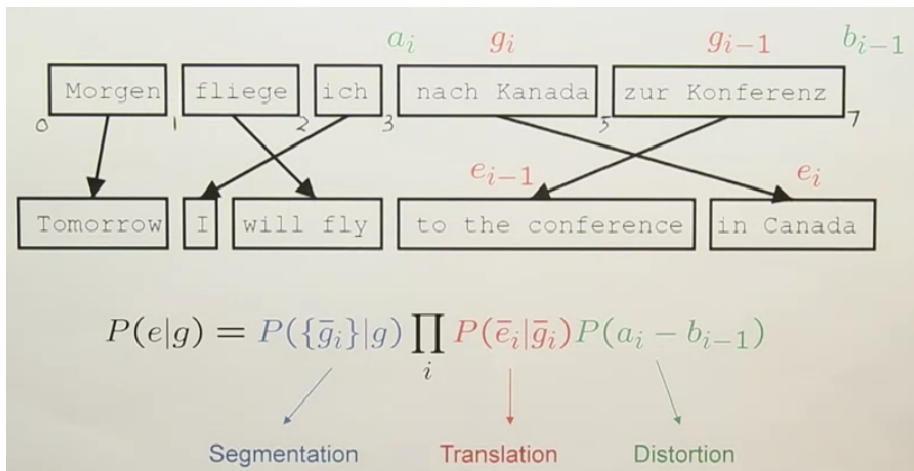 a_i g_i g_{i-1} b_{i-1}
Morgen fliege ich nach Kanada zur Konferenz
0 1 2 3 5 7
e_{i-1} e_i
Tomorrow I will fly to the conference in Canada
P(e|g) = P({ḡ_i}|g) ∏_i P(ē_i|ḡ_i)P(a_i − b_{i-1})
Segmentation Translation Distortion